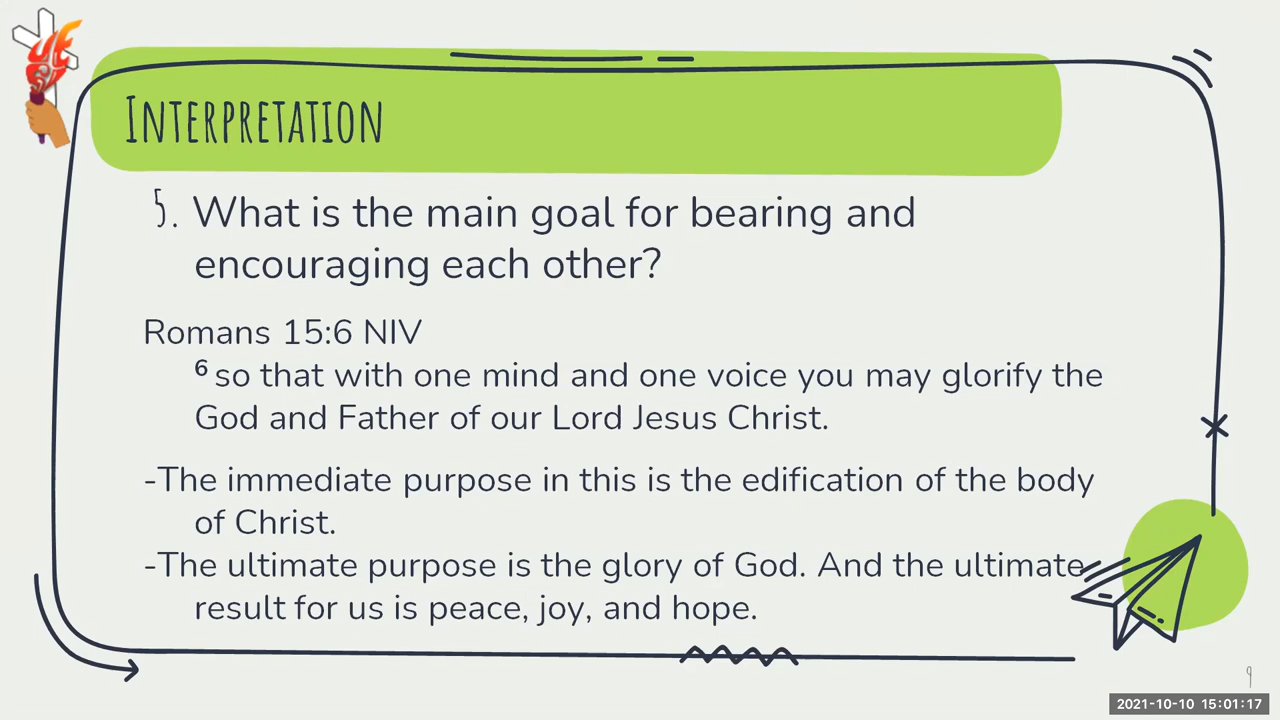 Interpretation
5. What is the main goal for bearing and
encouraging each other?
Romans 15:6 NIV
6 so that with one mind and one voice you may glorify the
God and Father of our Lord Jesus Christ.
-The immediate purpose in this is the edification of the body
of Christ.
-The ultimate purpose is the glory of God. And the ultimate
result for us is peace, joy, and hope.
9
2021-10-10 15:01:17